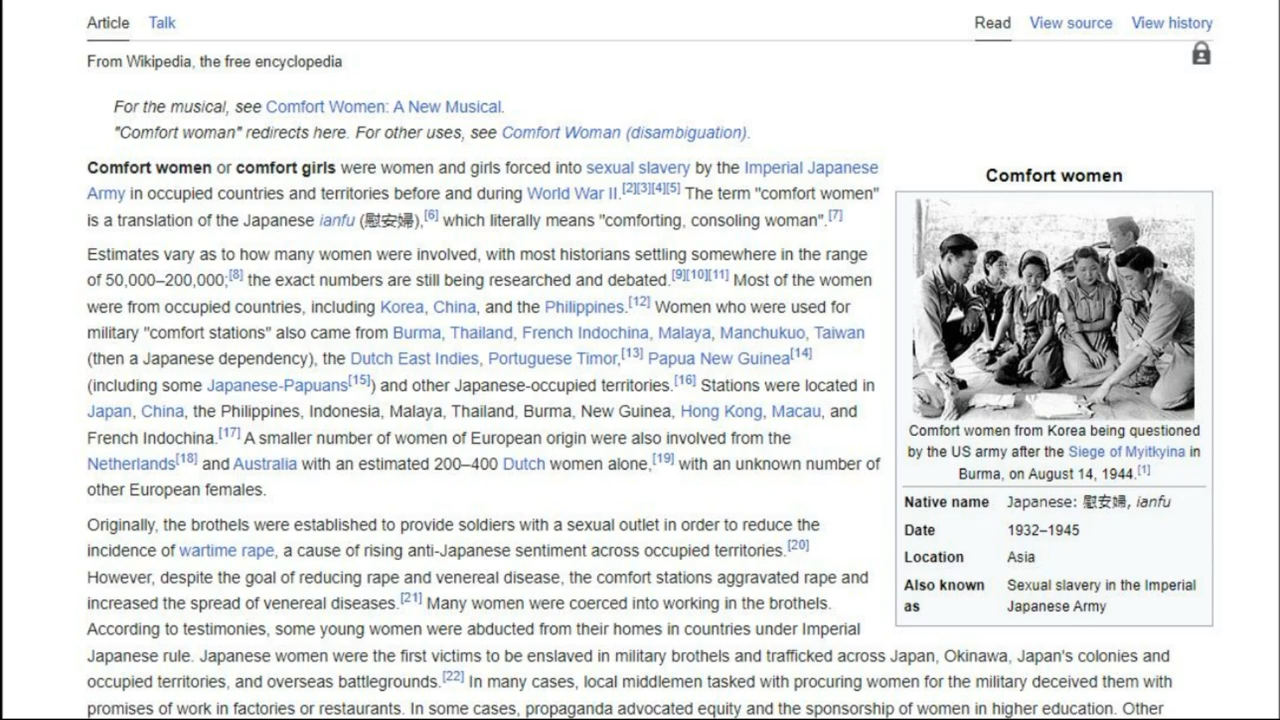 Article Talk Read View source View history
From Wikipedia, the free encyclopedia
For the musical, see Comfort Women: A New Musical.
"Comfort woman" redirects here. For other uses, see Comfort Woman (disambiguation).
Comfort women or comfort girls were women and girls forced into sexual slavery by the Imperial Japanese
Army in occupied countries and territories before and during World War II.[2][3][4][5] The term "comfort women"
is a translation of the Japanese ianfu (慰安婦),[6] which literally means "comforting, consoling woman".[7]
Estimates vary as to how many women were involved, with most historians settling somewhere in the range
of 50,000–200,000;[8] the exact numbers are still being researched and debated.[9][10][11] Most of the women
were from occupied countries, including Korea, China, and the Philippines.[12] Women who were used for
military "comfort stations" also came from Burma, Thailand, French Indochina, Malaya, Manchukuo, Taiwan
(then a Japanese dependency), the Dutch East Indies, Portuguese Timor,[13] Papua New Guinea[14]
(including some Japanese-Papuans[15]) and other Japanese-occupied territories.[16] Stations were located in
Japan, China, the Philippines, Indonesia, Malaya, Thailand, Burma, New Guinea, Hong Kong, Macau, and
French Indochina.[17] A smaller number of women of European origin were also involved from the
Netherlands[18] and Australia with an estimated 200–400 Dutch women alone,[19] with an unknown number of
other European females.
Originally, the brothels were established to provide soldiers with a sexual outlet in order to reduce the
incidence of wartime rape, a cause of rising anti-Japanese sentiment across occupied territories.[20]
However, despite the goal of reducing rape and venereal disease, the comfort stations aggravated rape and
increased the spread of venereal diseases.[21] Many women were coerced into working in the brothels.
According to testimonies, some young women were abducted from their homes in countries under Imperial
Japanese rule. Japanese women were the first victims to be enslaved in military brothels and trafficked across Japan, Okinawa, Japan's colonies and
occupied territories, and overseas battlegrounds.[22] In many cases, local middlemen tasked with procuring women for the military deceived them with
promises of work in factories or restaurants. In some cases, propaganda advocated equity and the sponsorship of women in higher education. Other
Comfort women
Comfort women from Korea being questioned
by the US army after the Siege of Myitkyina in
Burma, on August 14, 1944.[1]
Native name Japanese: 慰安婦, ianfu
Date 1932–1945
Location Asia
Also known Sexual slavery in the Imperial
as Japanese Army